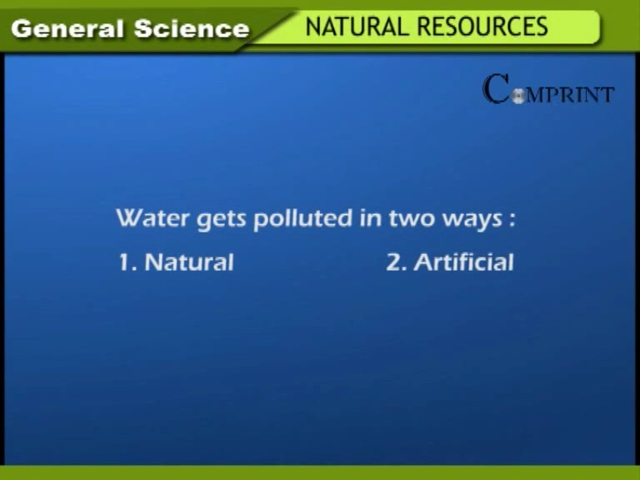 General Science
NATURAL RESOURCES
COMPRINT
Water gets polluted in two ways :
1. Natural
2. Artificial